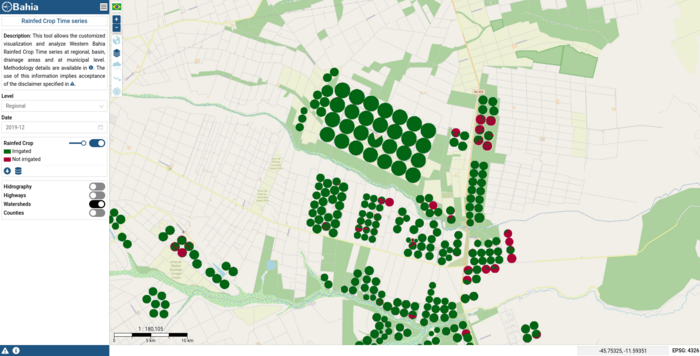 Bahia
Rainfed Crop Time series
Description: This tool allows the customized
visualization and analyze Western Bahia
Rainfed Crop Time series at regional, basin,
drainage areas and at municipal level.
Methodology details are available in . The
use of this information implies acceptance
of the disclaimer specified in .
Level
Regional
Date
2019-12
Rainfed Crop
Irrigated
Not irrigated
Hidrography
Highways
Watersheds
Counties
1 : 180,105
0 5 km 10 km
-45.75325, -11.59351
EPSG: 4326